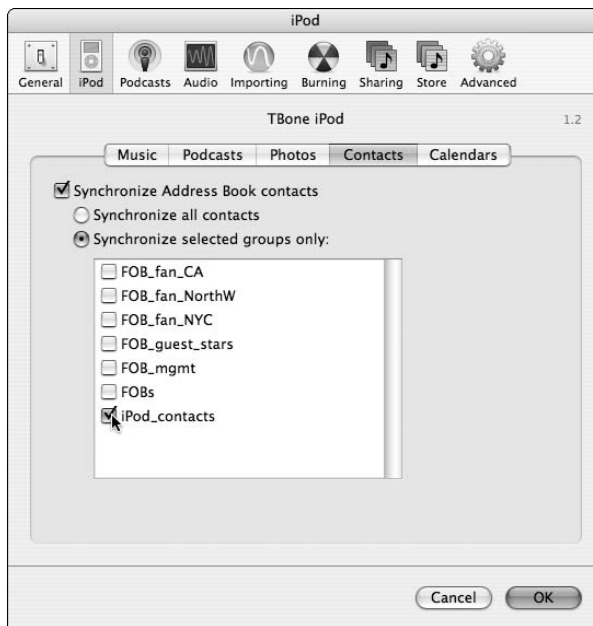 iPod
General iPod Podcasts Audio Importing Burning Sharing Store Advanced
TBone iPod 1.2
Music Podcasts Photos Contacts Calendars
Synchronize Address Book contacts
Synchronize all contacts
Synchronize selected groups only:
FOB_fan_CA
FOB_fan_NorthW
FOB_fan_NYC
FOB_guest_stars
FOB_mgmt
FOBs
iPod_contacts
Cancel OK